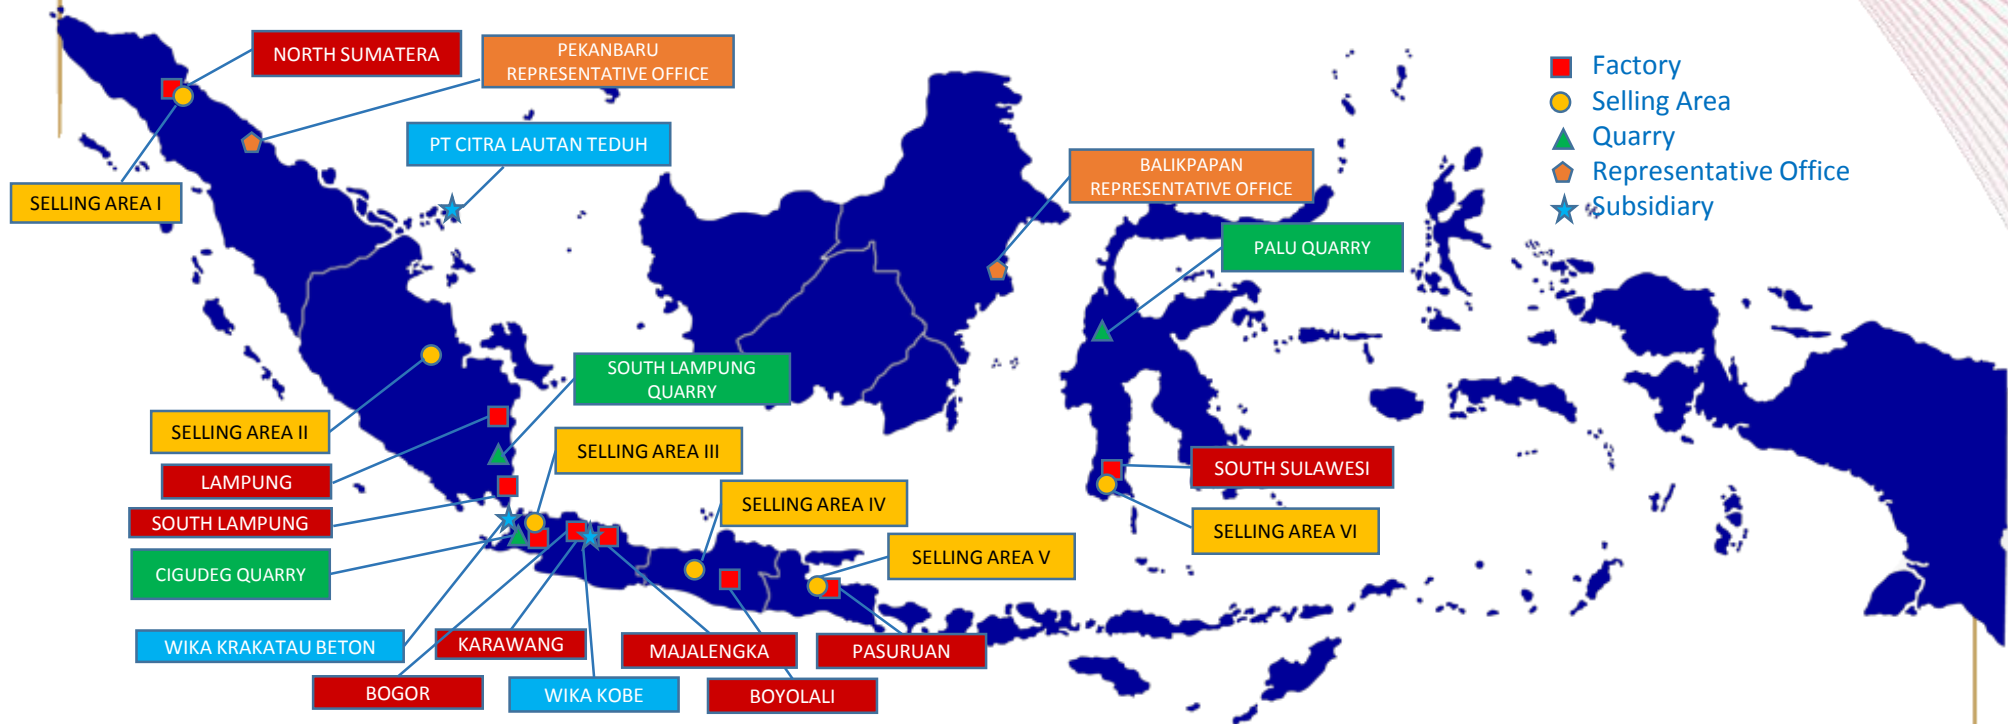 NORTH SUMATERA
PEKANBARU
REPRESENTATIVE OFFICE
Factory
Selling Area
Quarry
Representative Office
Subsidiary
PT CITRA LAUTAN TEDUH
BALIKPAPAN
REPRESENTATIVE OFFICE
SELLING AREA I
PALU QUARRY
SOUTH LAMPUNG
QUARRY
SELLING AREA II
SELLING AREA III
LAMPUNG
SOUTH SULAWESI
SELLING AREA IV
SOUTH LAMPUNG
SELLING AREA VI
SELLING AREA V
CIGUDEG QUARRY
WIKA KRAKATAU BETON
KARAWANG
MAJALENGKA
PASURUAN
BOGOR
WIKA KOBE
BOYOLALI